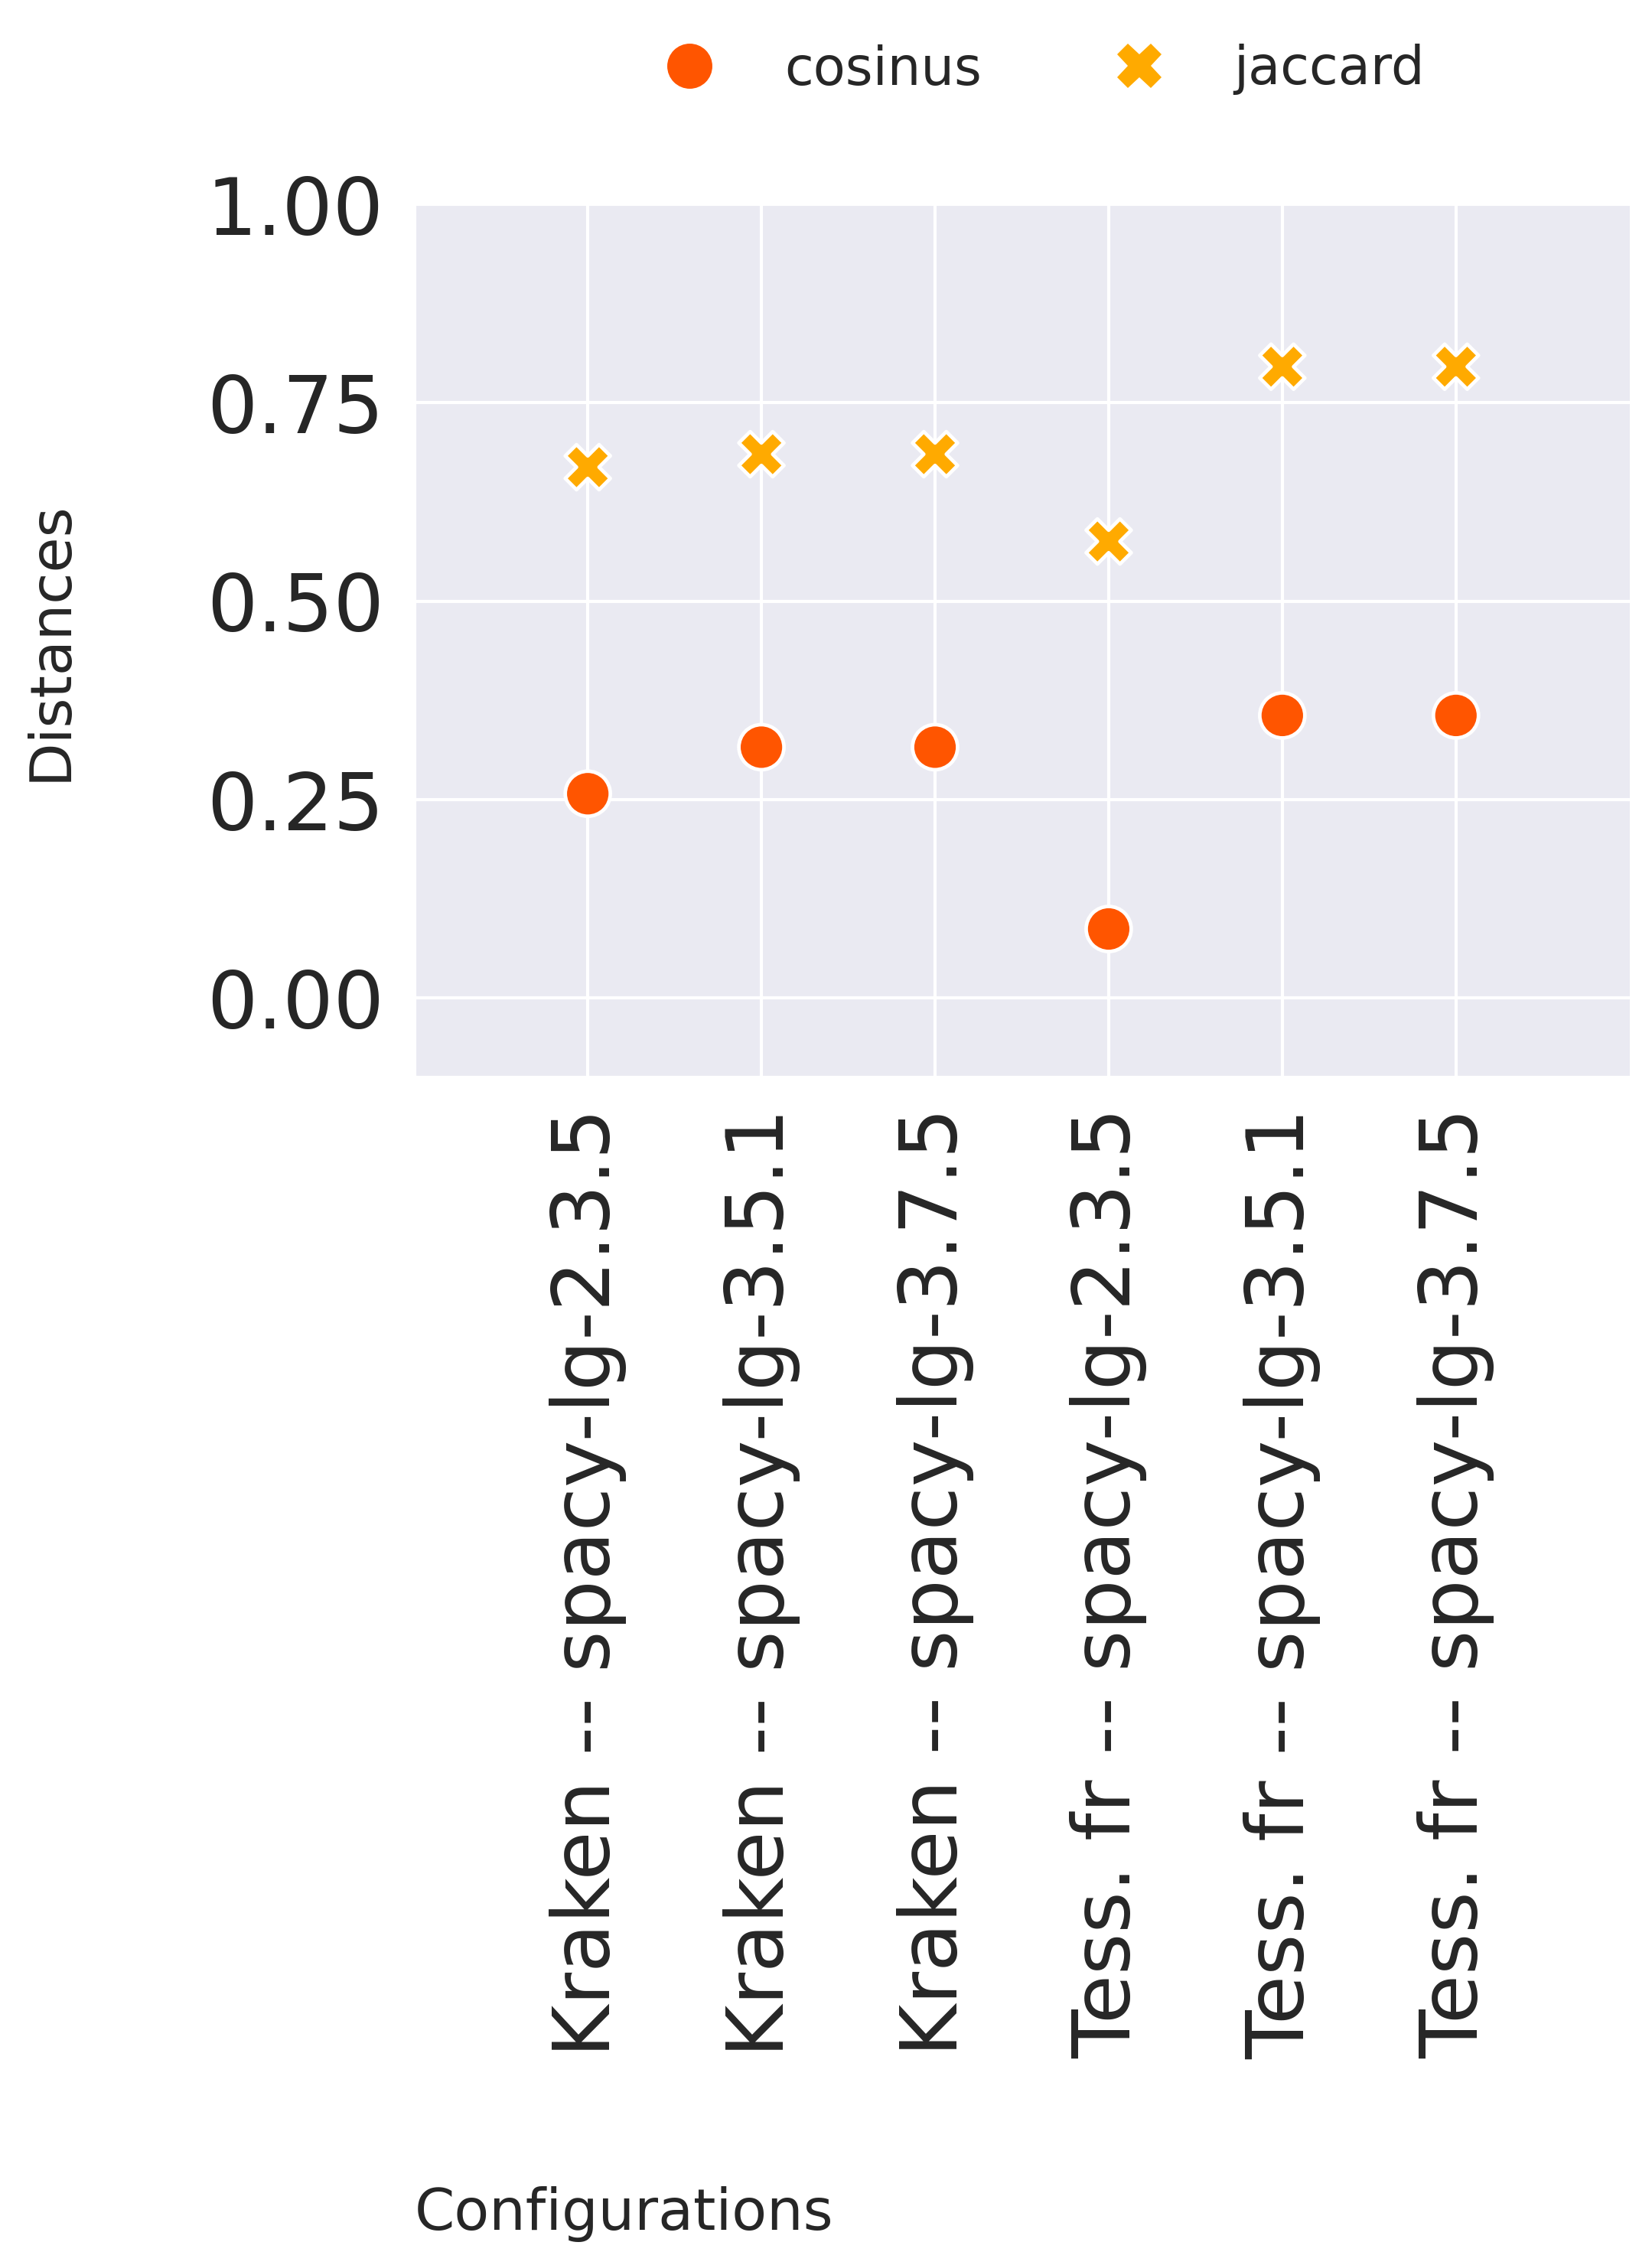 cosinus
jaccard
1.00
0.75
0.50
0.25
0.00
Distances
Kraken -- spacy-lg-2.3.5
Kraken -- spacy-lg-3.5.1
Kraken -- spacy-lg-3.7.5
Tess. fr -- spacy-lg-2.3.5
Tess. fr -- spacy-lg-3.5.1
Tess. fr -- spacy-lg-3.7.5
Configurations